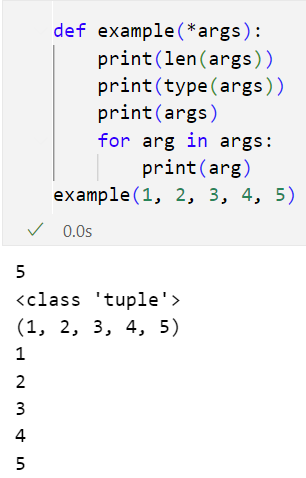 def example(*args):
    print(len(args))
    print(type(args))
    print(args)
    for arg in args:
        print(arg)
example(1, 2, 3, 4, 5)
✓ 0.0s
5
<class 'tuple'>
(1, 2, 3, 4, 5)
1
2
3
4
5